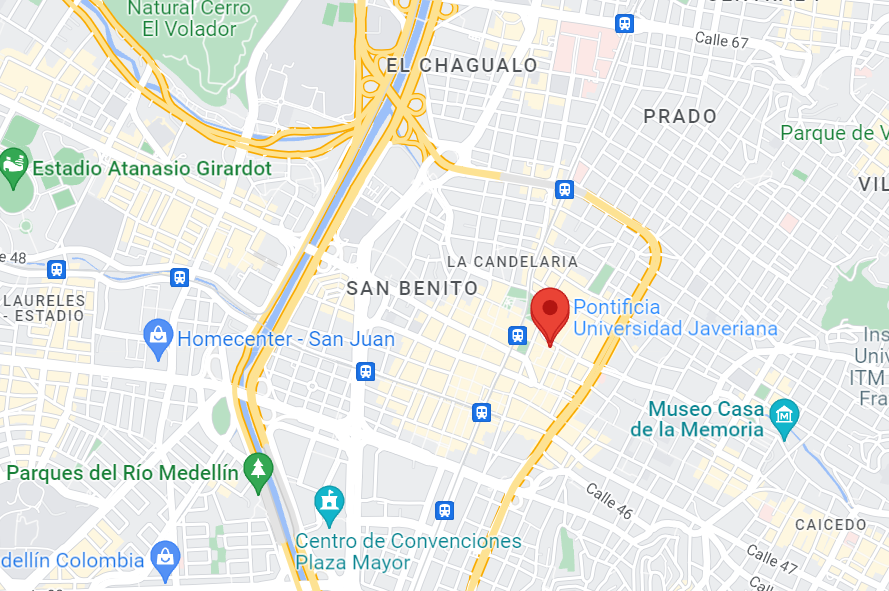 Natural Cerro
El Volador
EL CHAGUALO
Calle 67
PRADO
Parque de V
Estadio Atanasio Girardot
VIL
LA CANDELARIA
e 48
SAN BENITO
LAURELES
- ESTADIO
Pontificia
Universidad Javeriana
Homecenter - San Juan
Ins
Univ
ITM
Fra
Museo Casa
de la Memoria
Parques del Río Medellín
Calle 46
CAICEDO
Centro de Convenciones
Plaza Mayor
dellín Colombia
Calle 47
Call